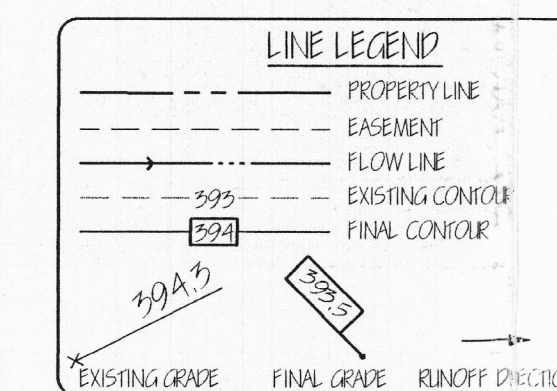 LINE LEGEND
PROPERTY LINE
EASEMENT
FLOW LINE
393 EXISTING CONTOUR
394 FINAL CONTOUR
394.3
393.5
EXISTING GRADE FINAL GRADE RUNOFF